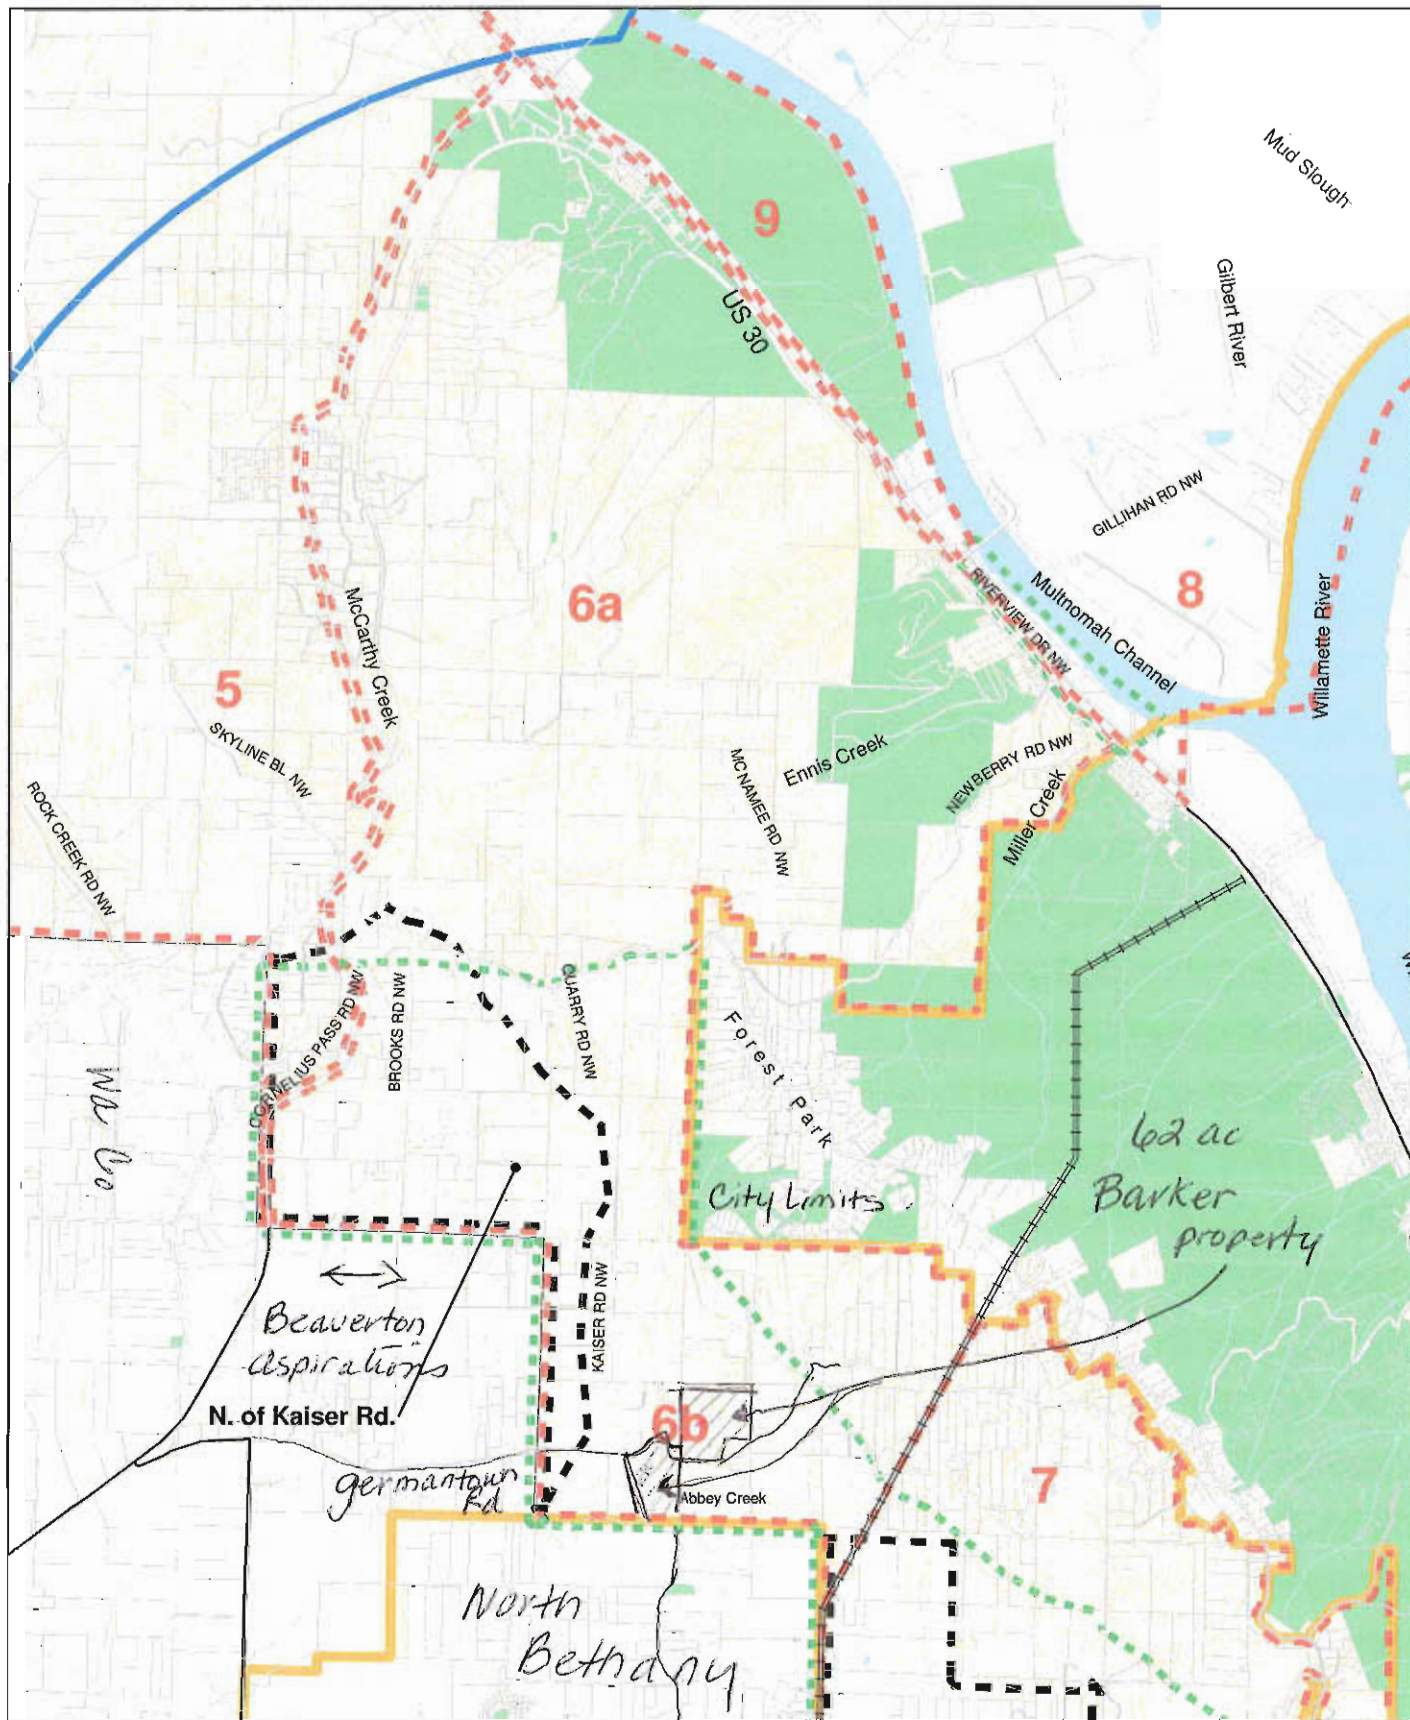 Mud Slough
9
Gilbert River
US 30
GILLIHAN RD NW
8
Multnomah Channel
RIVERVIEW DR NW
6a
McCarthy Creek
Willamette River
5
SKYLINE BL NW
Ennis Creek
MC NAMEE RD NW
NEWBERRY RD NW
Miller Creek
ROCK CREEK RD NW
CORNELIUS PASS RD NW
BROOKS RD NW
QUARRY RD NW
Forest Park
Wa Co
62 ac
Barker
property
City Limits
KAISER RD NW
Beaverton
aspirations
N. of Kaiser Rd.
6b
germantown
Rd
Abbey Creek
7
North
Bethany